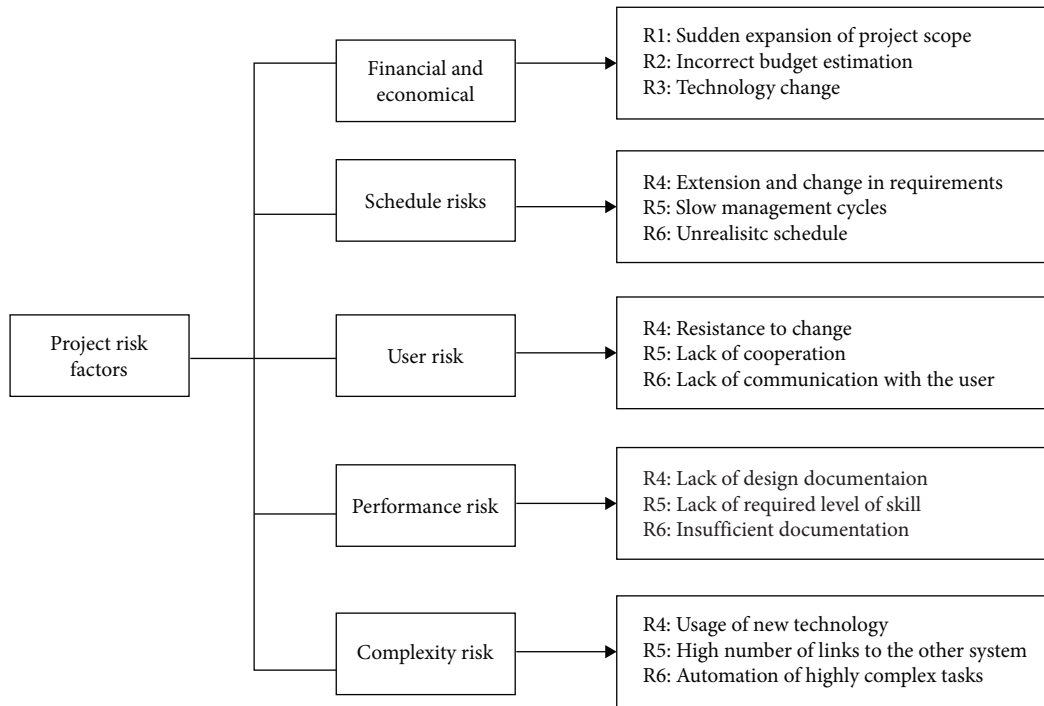 Project risk
factors
Financial and
economical
R1: Sudden expansion of project scope
R2: Incorrect budget estimation
R3: Technology change
Schedule risks
R4: Extension and change in requirements
R5: Slow management cycles
R6: Unrealisitc schedule
User risk
R4: Resistance to change
R5: Lack of cooperation
R6: Lack of communication with the user
Performance risk
R4: Lack of design documentaion
R5: Lack of required level of skill
R6: Insufficient documentation
Complexity risk
R4: Usage of new technology
R5: High number of links to the other system
R6: Automation of highly complex tasks